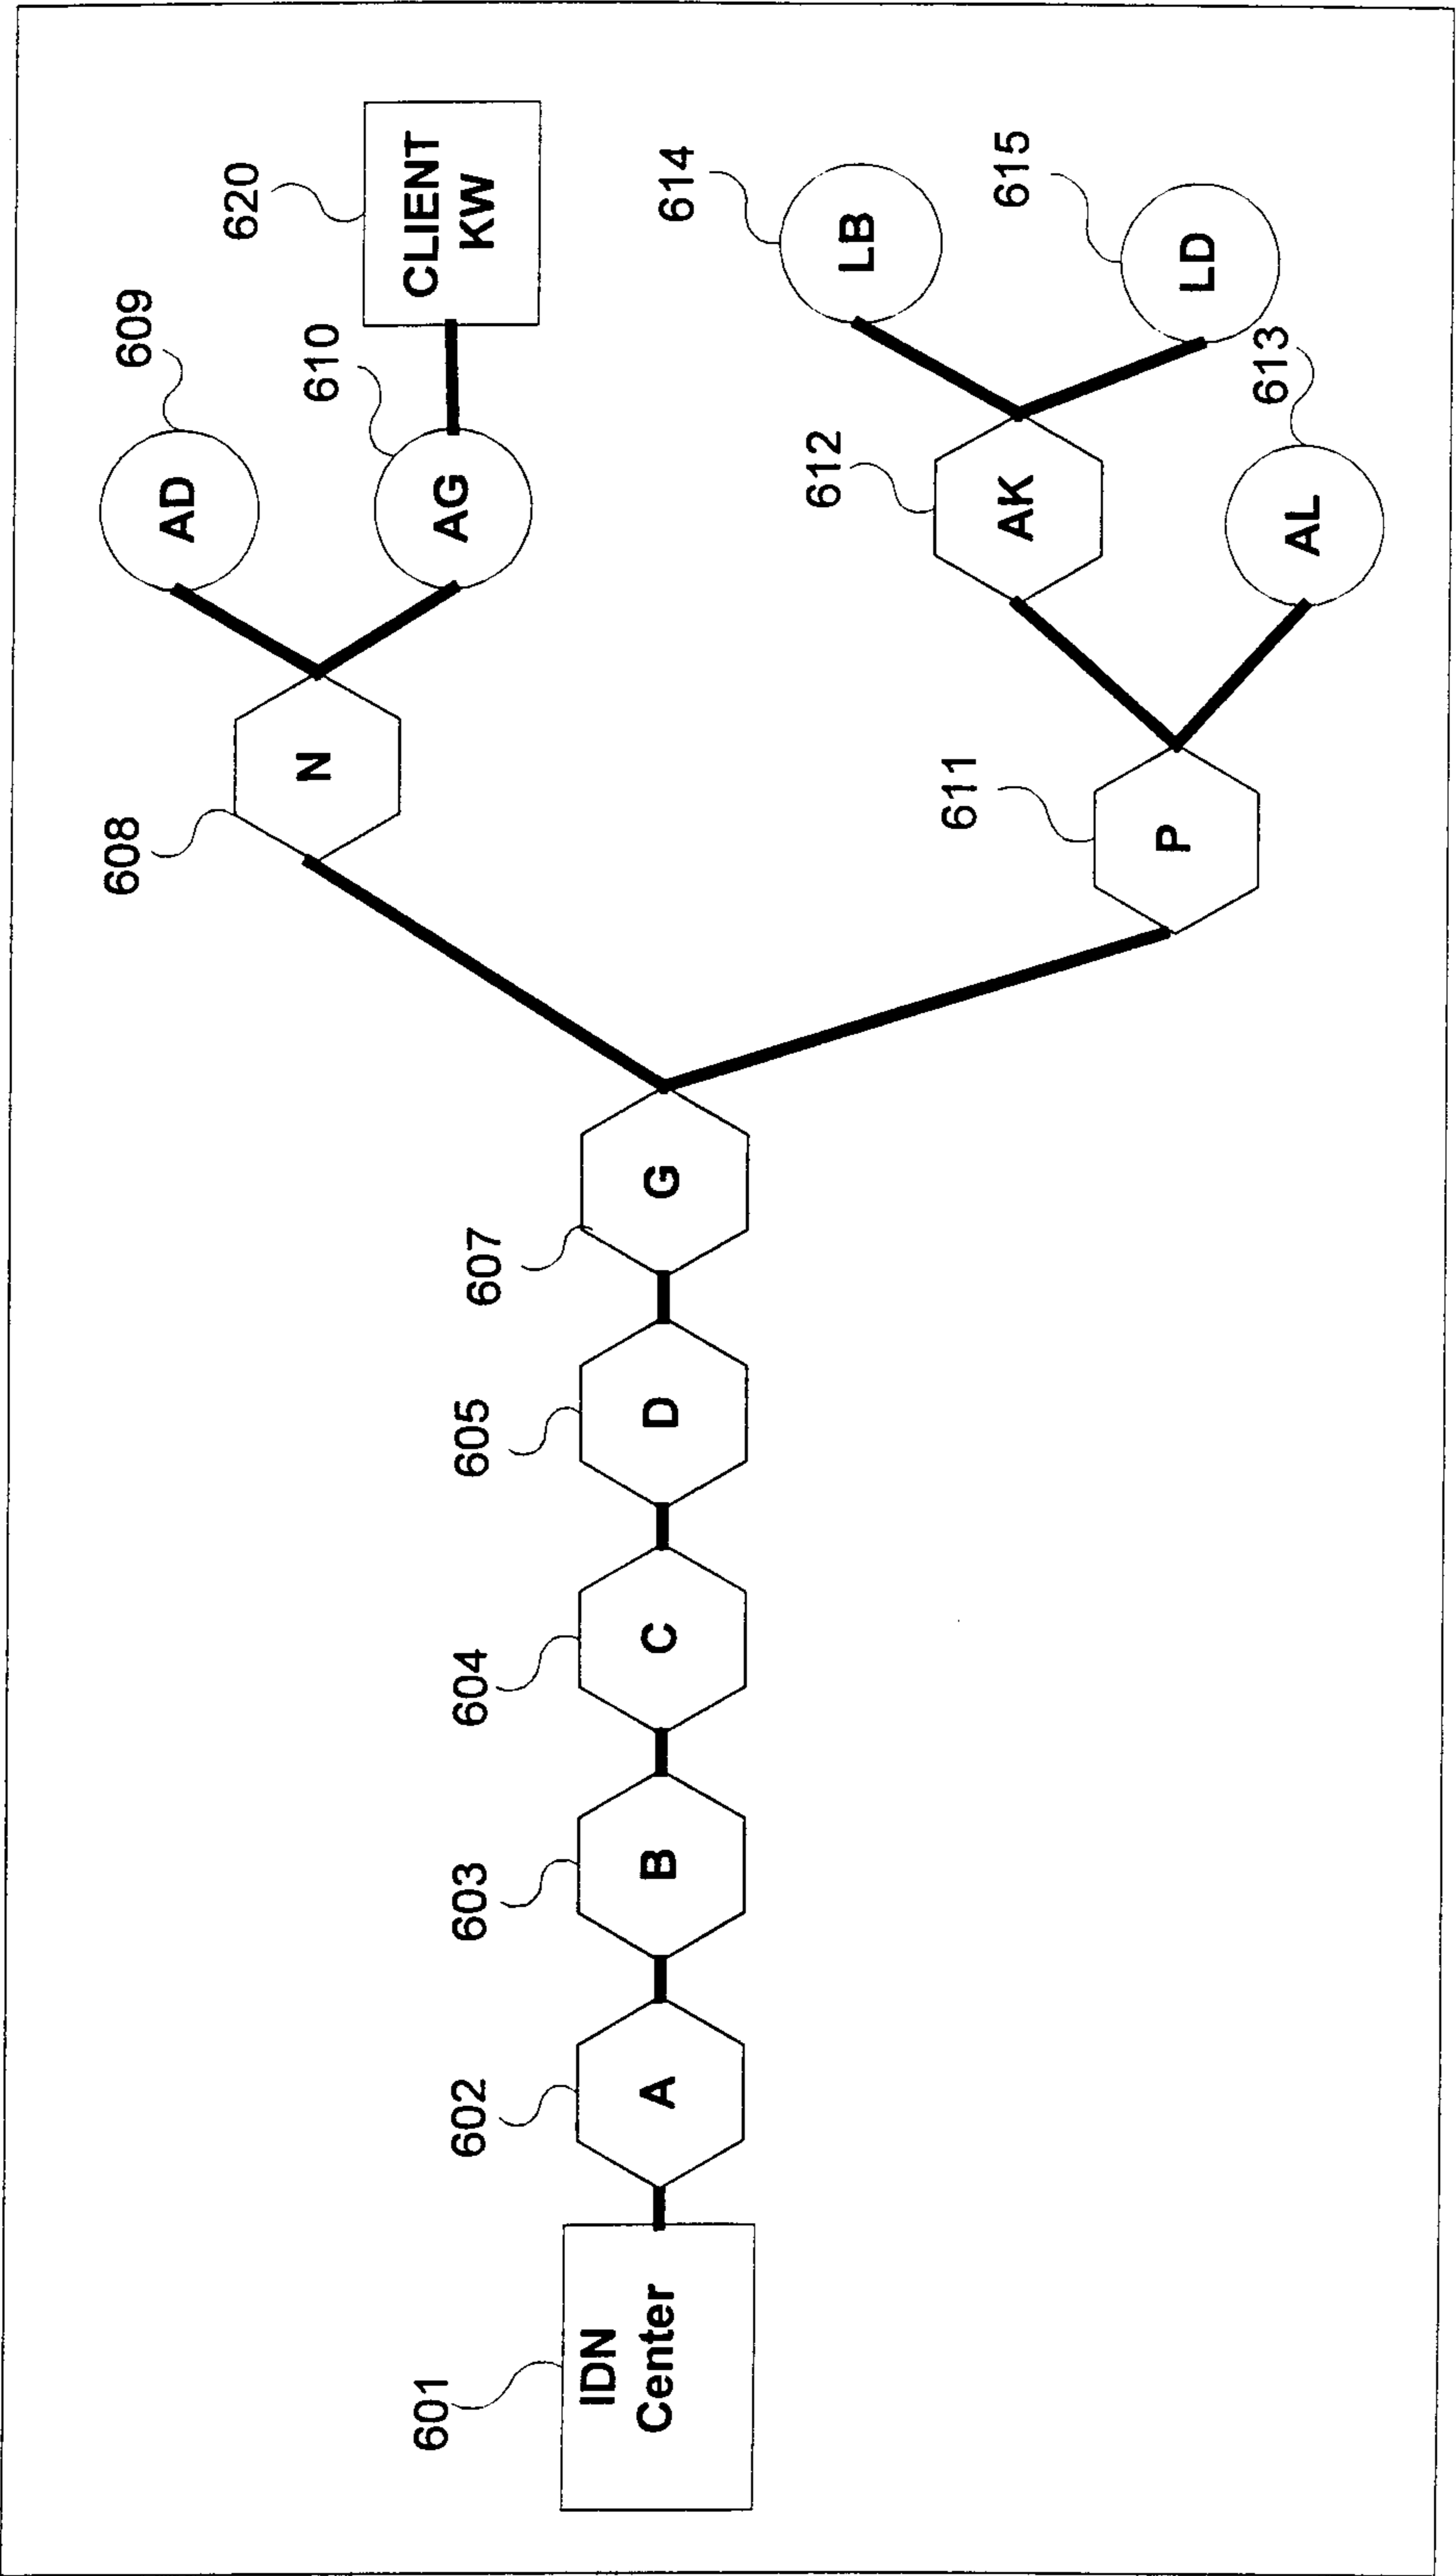 609
AD
620
CLIENT
KW
610
AG
608
N
614
LB
615
LD
612
AK
613
AL
611
P
607
G
605
D
604
C
603
B
602
A
601
IDN
Center